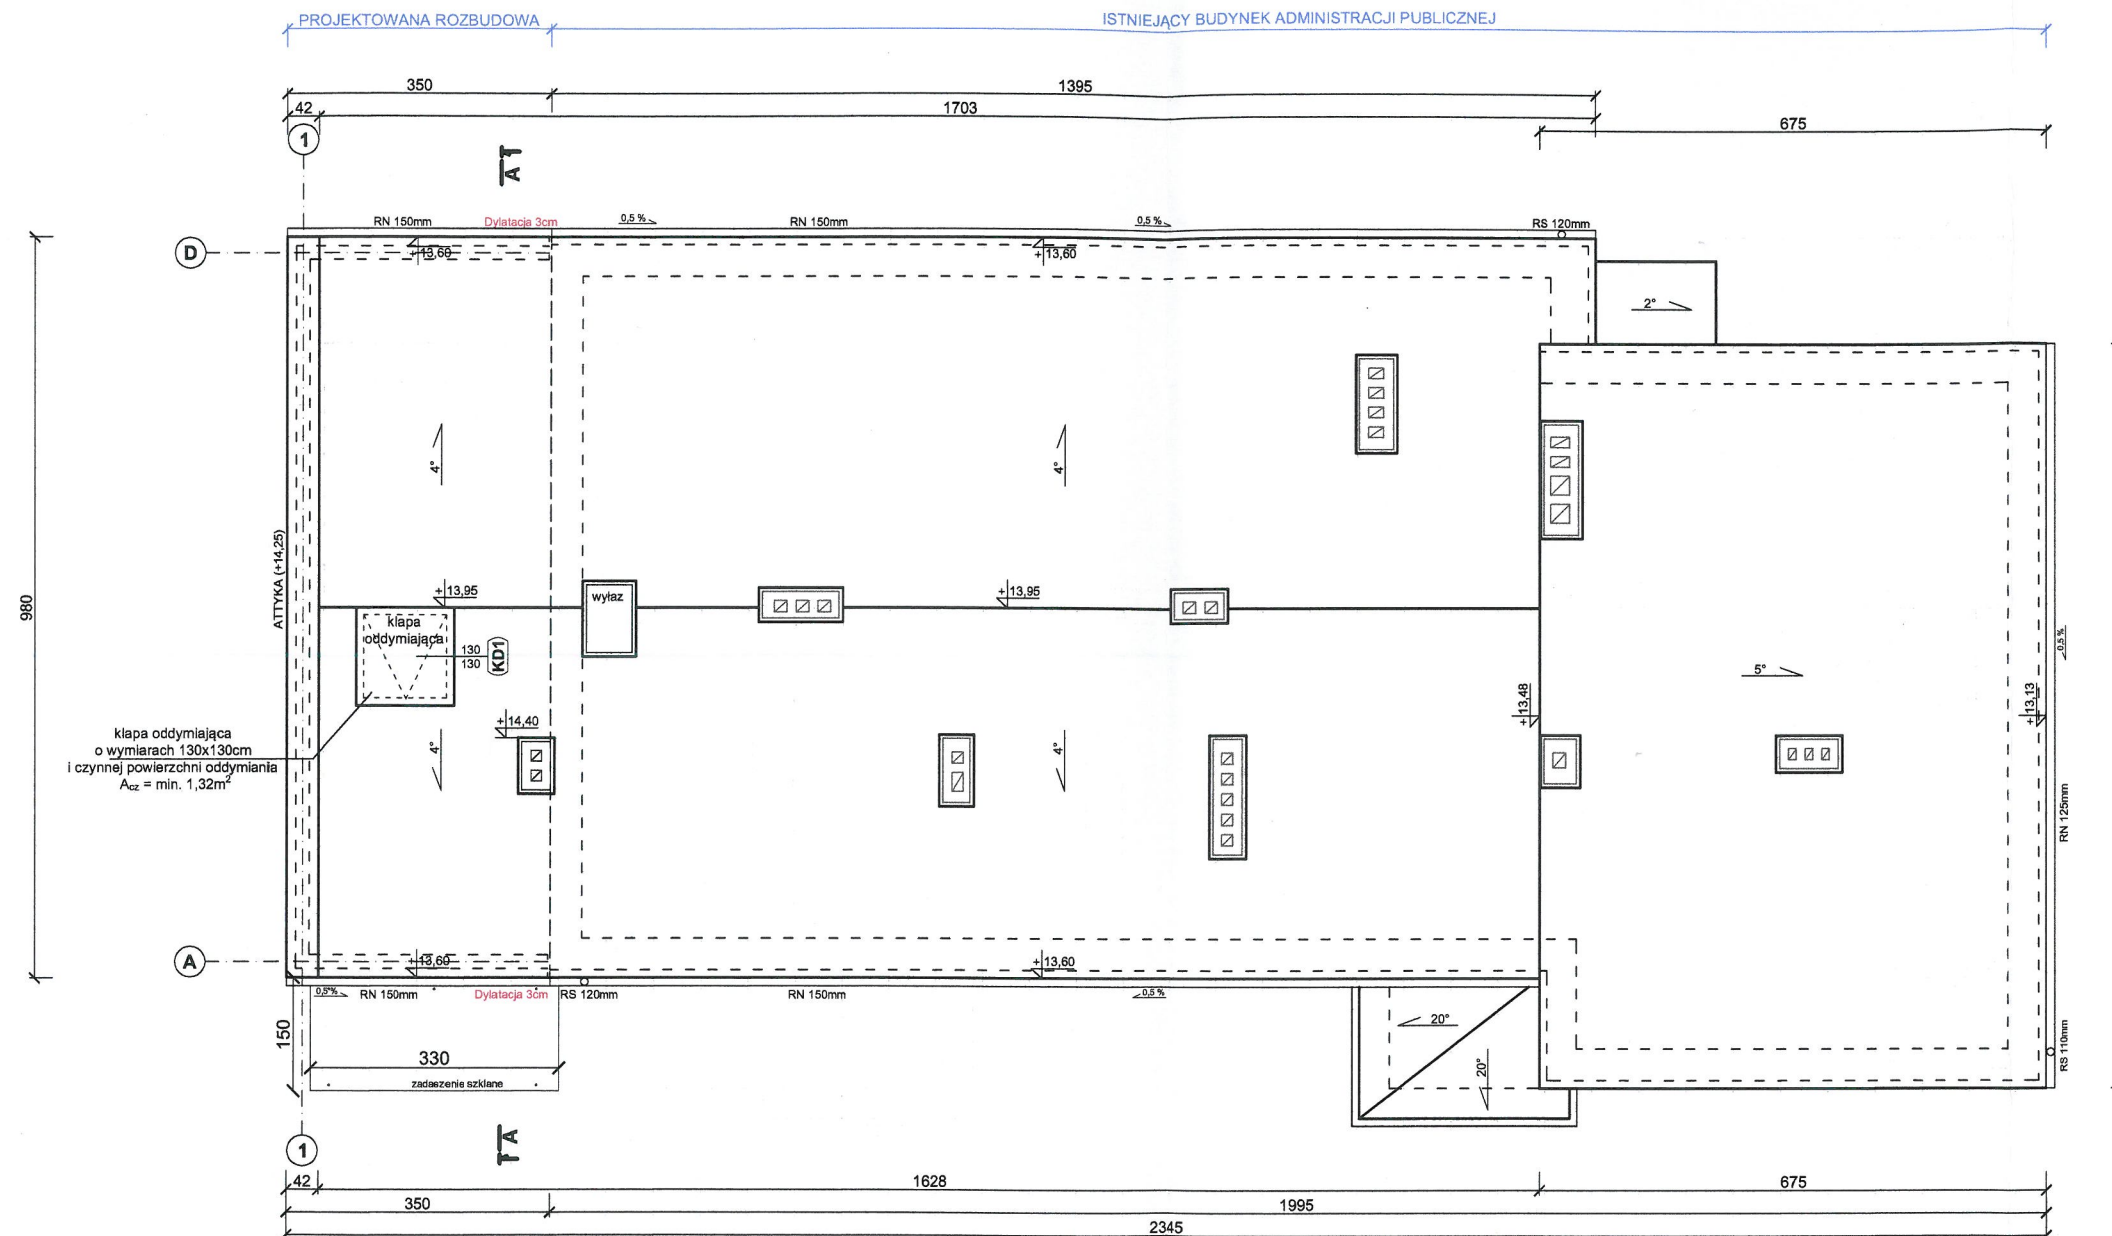 PROJEKTOWANA ROZBUDOWA
ISTNIEJĄCY BUDYNEK ADMINISTRACJI PUBLICZNEJ
350
1395
42
1703
675
1
A
RN 150mm
Dylatacja 3cm
0,5 %
RN 150mm
0,5 %
RS 120mm
D
+13,60
+13,60
2°
4°
4°
ATTYKA (+14,25)
980
+13,95
+13,95
wyłaz
klapa
oddymiająca
130
130
KD1
0,5 %
5°
+13,48
+13,13
+14,40
klapa oddymiająca
o wymiarach 130x130cm
i czynnej powierzchni oddymiania
Acz = min. 1,32m²
4°
4°
RN 125mm
A
+13,60
+13,60
0,5%
RN 150mm
Dylatacja 3cm
RS 120mm
RN 150mm
0,5 %
20°
150
330
20°
RS 110mm
zadaszenie szklane
1
A
42
1628
675
350
1995
2345